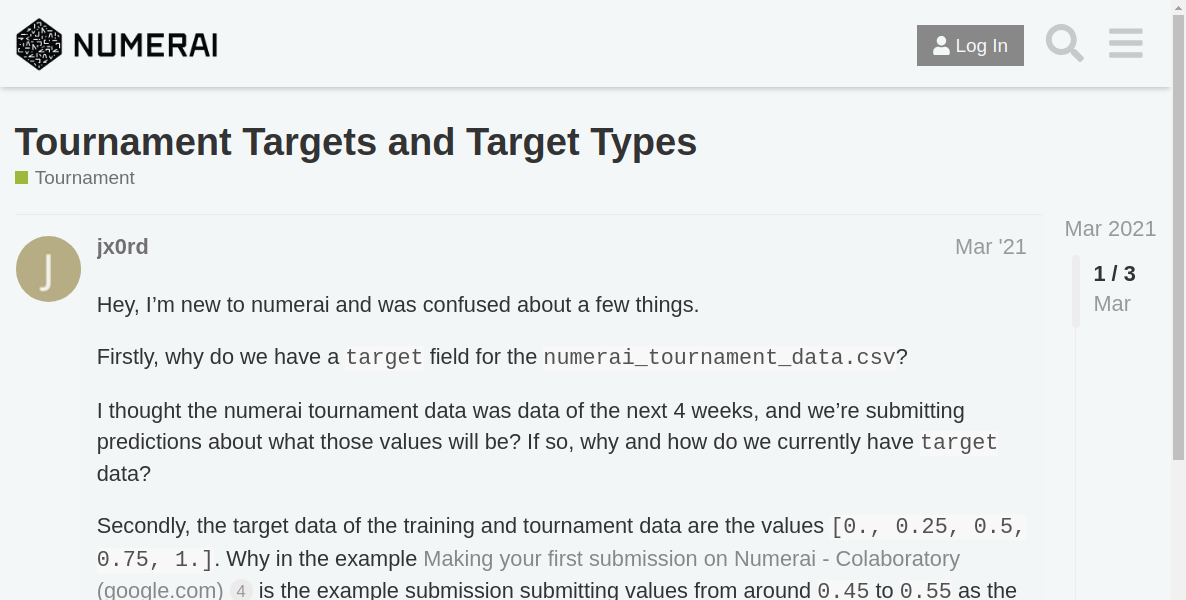 NUMERAI
Log In
Tournament Targets and Target Types
Tournament
jx0rd
Mar '21
Mar 2021
1 / 3
Mar
Hey, I’m new to numerai and was confused about a few things.
Firstly, why do we have a target field for the numerai_tournament_data.csv?
I thought the numerai tournament data was data of the next 4 weeks, and we’re submitting
predictions about what those values will be? If so, why and how do we currently have target
data?
Secondly, the target data of the training and tournament data are the values [0., 0.25, 0.5,
0.75, 1.]. Why in the example Making your first submission on Numerai - Colaboratory
(google.com) 4 is the example submission submitting values from around 0.45 to 0.55 as the